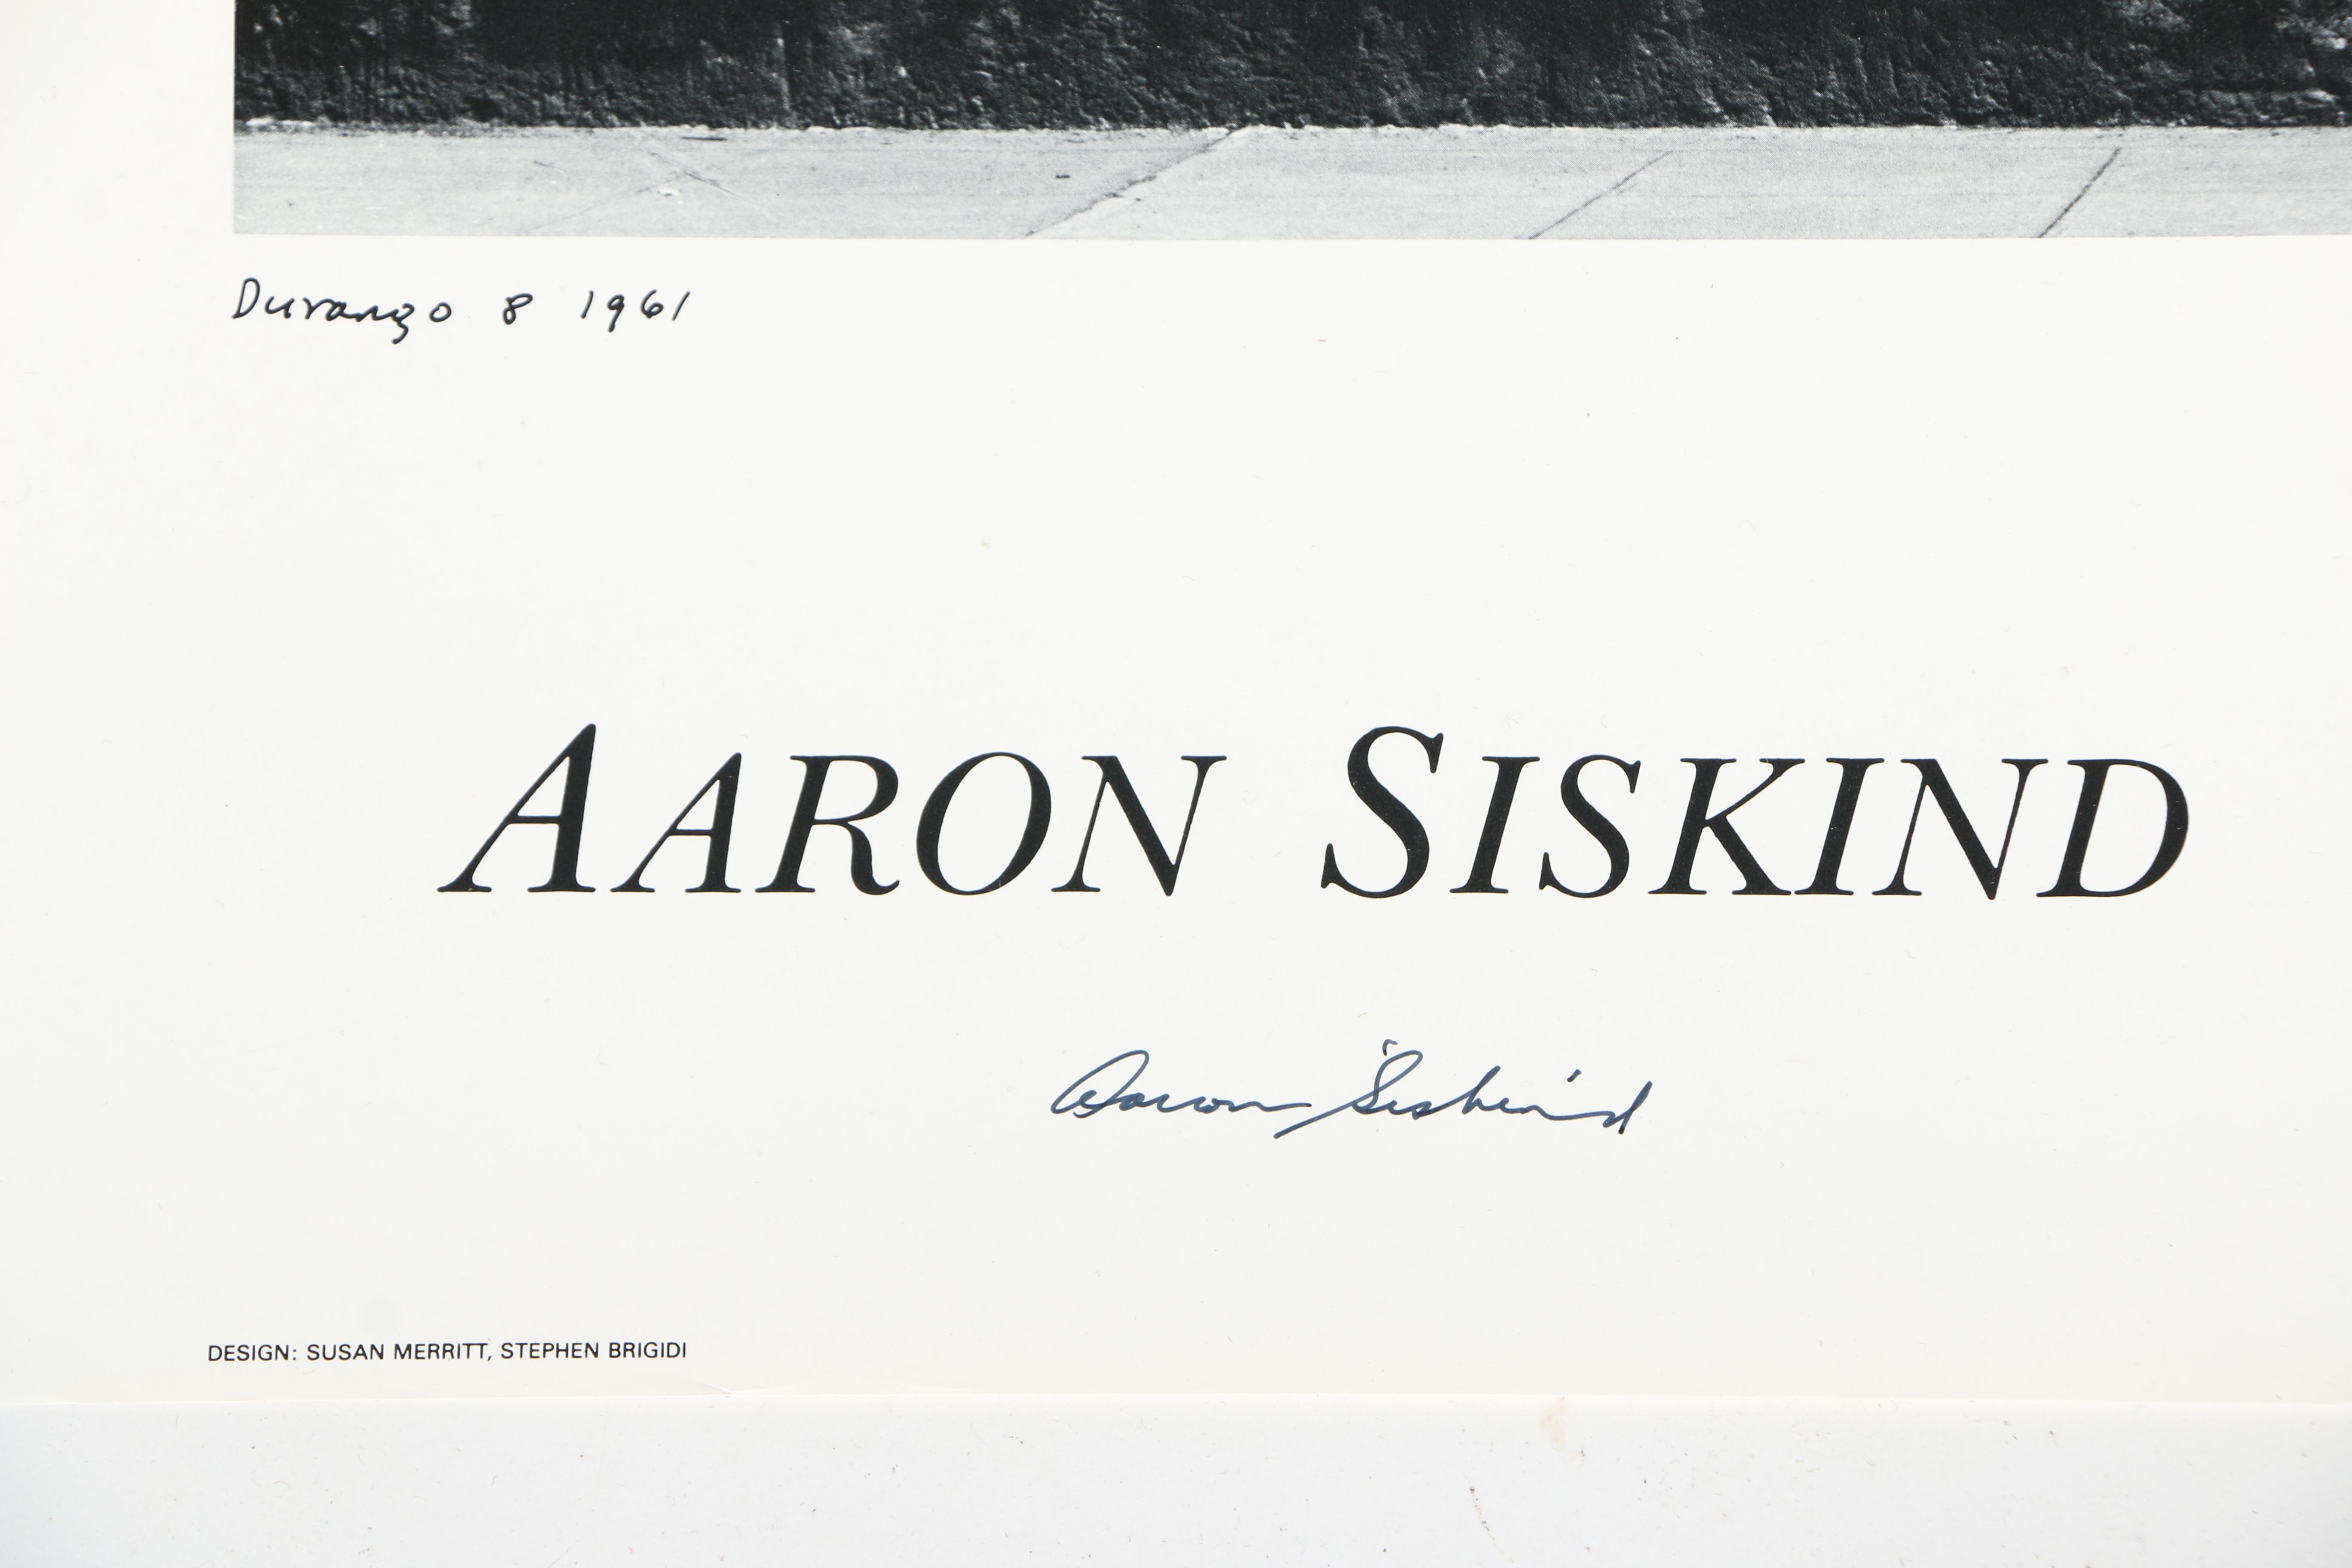 Durango 8 1961
AARON SISKIND
Aaron Siskind
DESIGN: SUSAN MERRITT, STEPHEN BRIGIDI